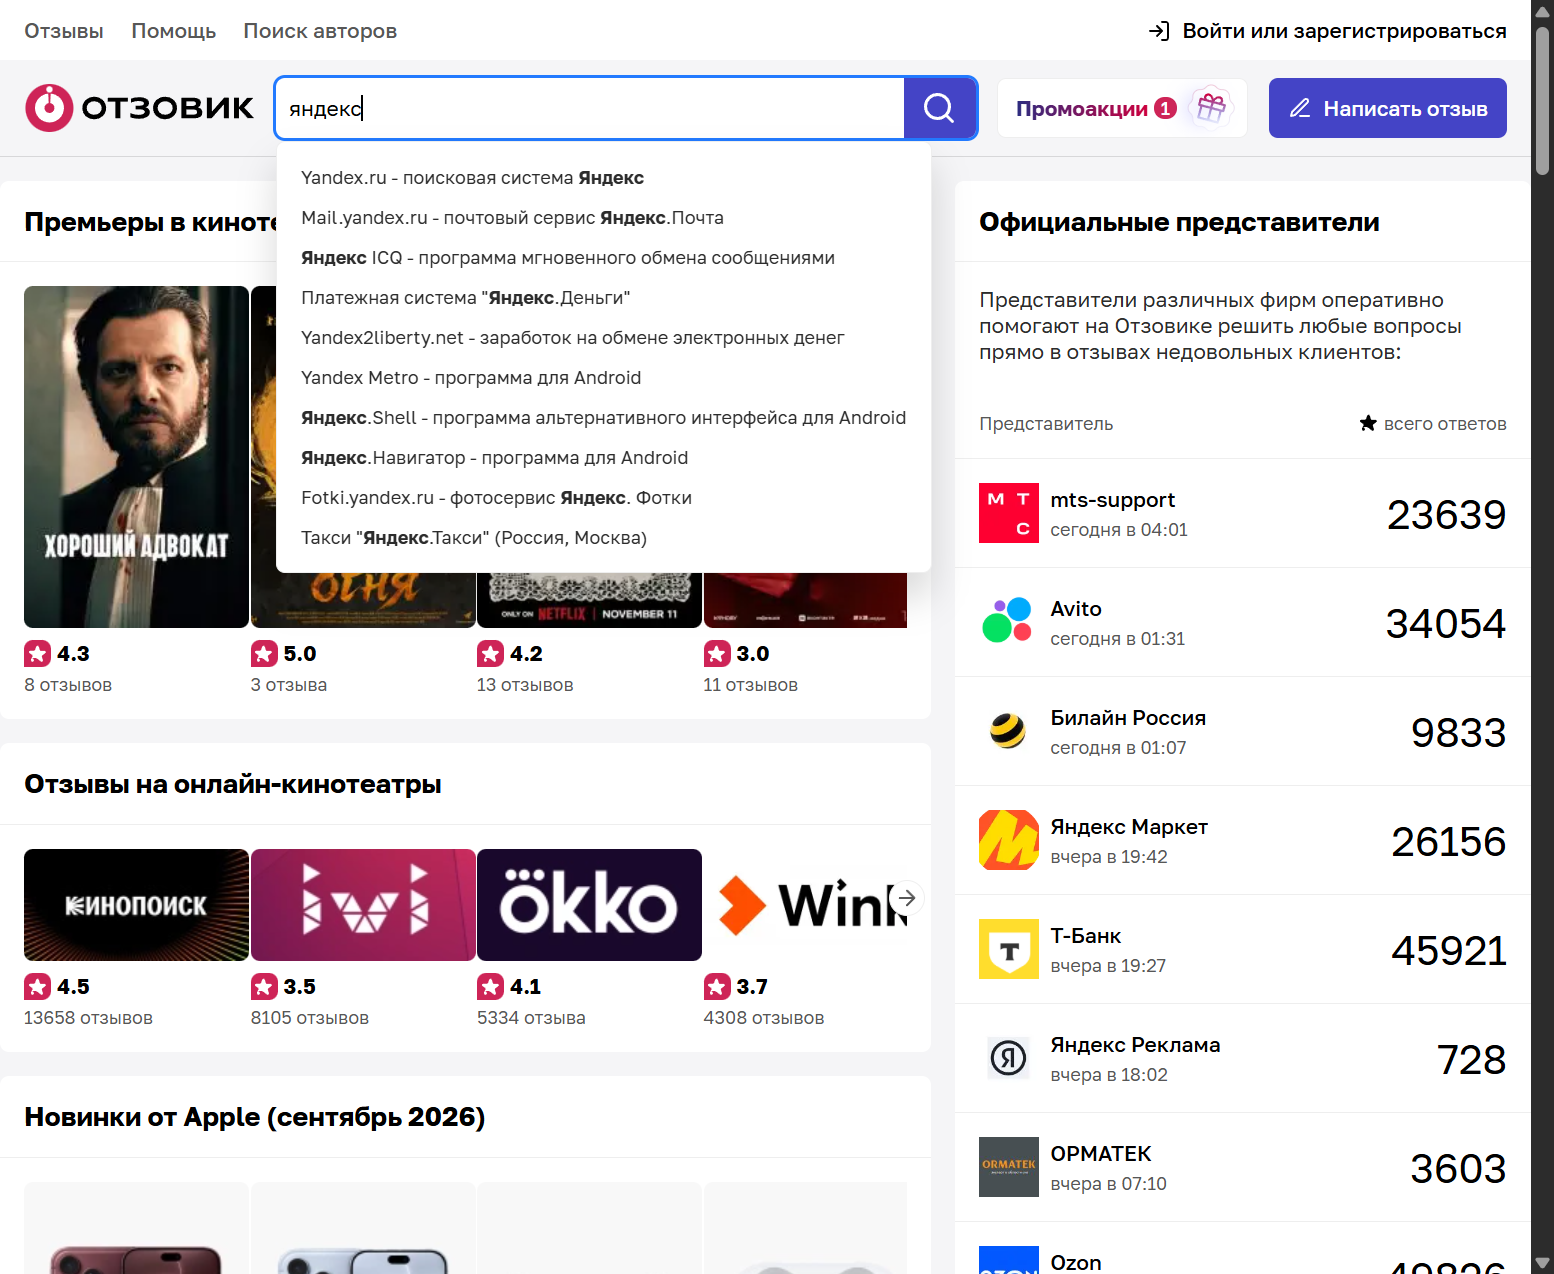 Отзывы Помощь Поиск авторов Войти или зарегистрироваться
ОТЗОВИК яндекс Промоакции 1 Написать отзыв
Yandex.ru - поисковая система Яндекс
Mail.yandex.ru - почтовый сервис Яндекс.Почта
Яндекс ICQ - программа мгновенного обмена сообщениями
Платежная система "Яндекс.Деньги"
Yandex2liberty.net - заработок на обмене электронных денег
Yandex Metro - программа для Android
Яндекс.Shell - программа альтернативного интерфейса для Android
Яндекс.Навигатор - программа для Android
Fotki.yandex.ru - фотосервис Яндекс. Фотки
Такси "Яндекс.Такси" (Россия, Москва)
Премьеры в
ХОРОШИЙ АДВОКАТ
ОГНЯ
ONLY ON NETFLIX NOVEMBER 11
4.3 5.0 4.2 3.0
8 отзывов 3 отзыва 13 отзывов 11 отзывов
Отзывы на онлайн-кинотеатры
КИНОПОИСК ivi ökko Wink
4.5 3.5 4.1 3.7
13658 отзывов 8105 отзывов 5334 отзыва 4308 отзывов
Новинки от Apple (сентябрь 2026)
Официальные представители
Представители различных фирм оперативно
помогают на Отзовике решить любые вопросы
прямо в отзывах недовольных клиентов:
Представитель всего ответов
МТС
mts-support 23639
сегодня в 04:01
Avito 34054
сегодня в 01:31
Билайн Россия 9833
сегодня в 01:07
Яндекс Маркет 26156
вчера в 19:42
Т
Т-Банк 45921
вчера в 19:27
Я
Яндекс Реклама 728
вчера в 18:02
ORMATEK
ОРМАТЕК 3603
вчера в 07:10
Ozon